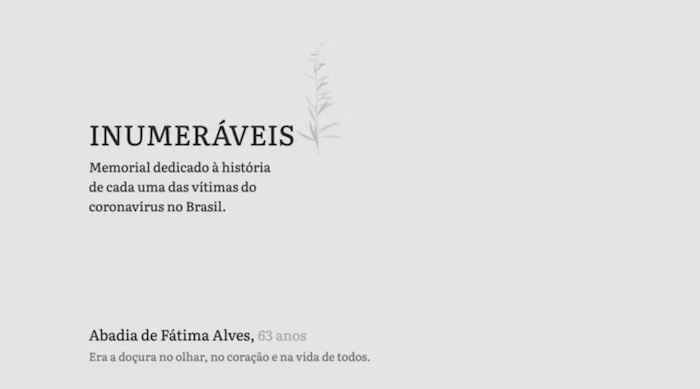 INUMERÁVEIS
Memorial dedicado à história
de cada uma das vítimas do
coronavírus no Brasil.
Abadia de Fátima Alves, 63 anos
Era a doçura no olhar, no coração e na vida de todos.